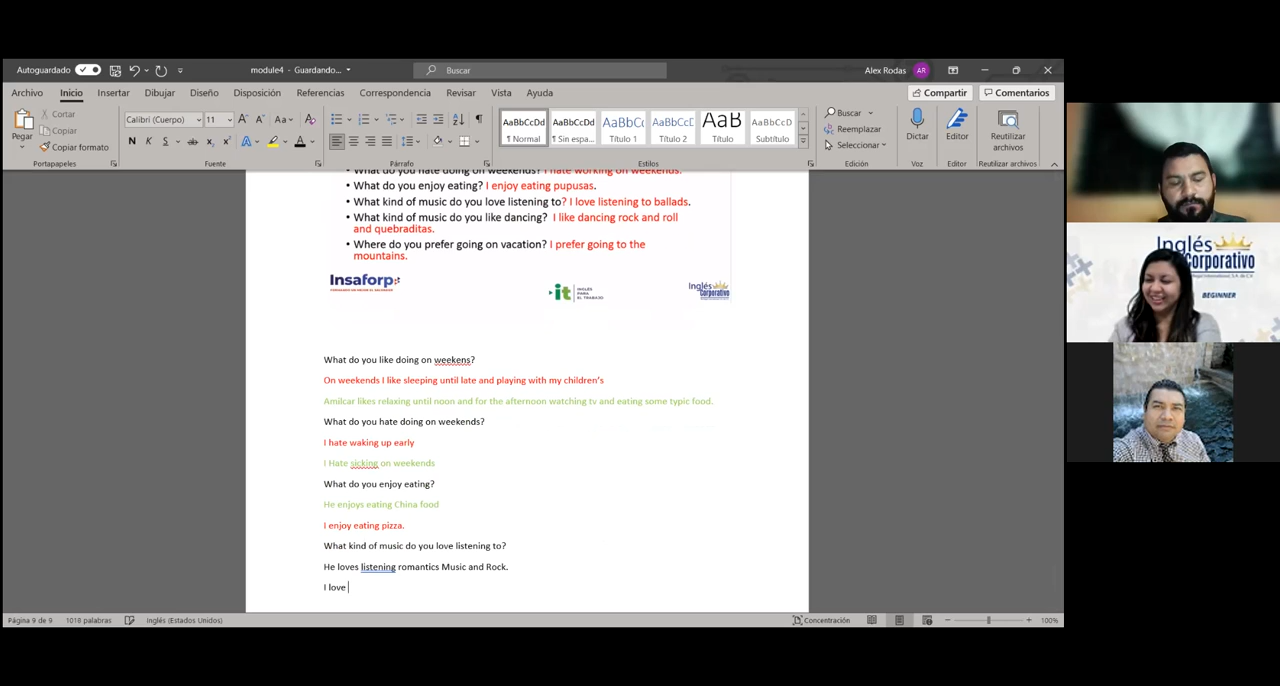 Autoguardado
module4 - Guardando...
Buscar
Alex Rodas
AR
Archivo Inicio Insertar Dibujar Diseño Disposición Referencias Correspondencia Revisar Vista Ayuda
Compartir
Comentarios
Pegar
Cortar
Copiar
Copiar formato
Portapapeles
Calibri (Cuerpo) 11
Aa
N K S ab x₂ x²
Fuente
Párrafo
AaBbCcDd
¶ Normal
AaBbCcDd
¶ Sin espa...
AaBbCc
Título 1
AaBbCcE
Título 2
AaBb
Título
AaBbCcD
Subtítulo
Estilos
Buscar
Reemplazar
Seleccionar
Edición
Dictar
Voz
Editor
Editor
Reutilizar archivos
Reutilizar archivos
• What do you hate doing on weekends? I hate working on weekends.
• What do you enjoy eating? I enjoy eating pupusas.
• What kind of music do you love listening to? I love listening to ballads.
• What kind of music do you like dancing? I like dancing rock and roll
and quebraditas.
• Where do you prefer going on vacation? I prefer going to the
mountains.
Insaforp
it INGLÉS PARA EL TRABAJO
Inglés Corporativo
What do you like doing on weekens?
On weekends I like sleeping until late and playing with my children's
Amilcar likes relaxing until noon and for the afternoon watching tv and eating some typic food.
What do you hate doing on weekends?
I hate waking up early
I Hate sicking on weekends
What do you enjoy eating?
He enjoys eating China food
I enjoy eating pizza.
What kind of music do you love listening to?
He loves listening romantics Music and Rock.
I love
Página 9 de 9
1018 palabras
Inglés (Estados Unidos)
Concentración
100%
Inglés
Corporativo
BEGINNER